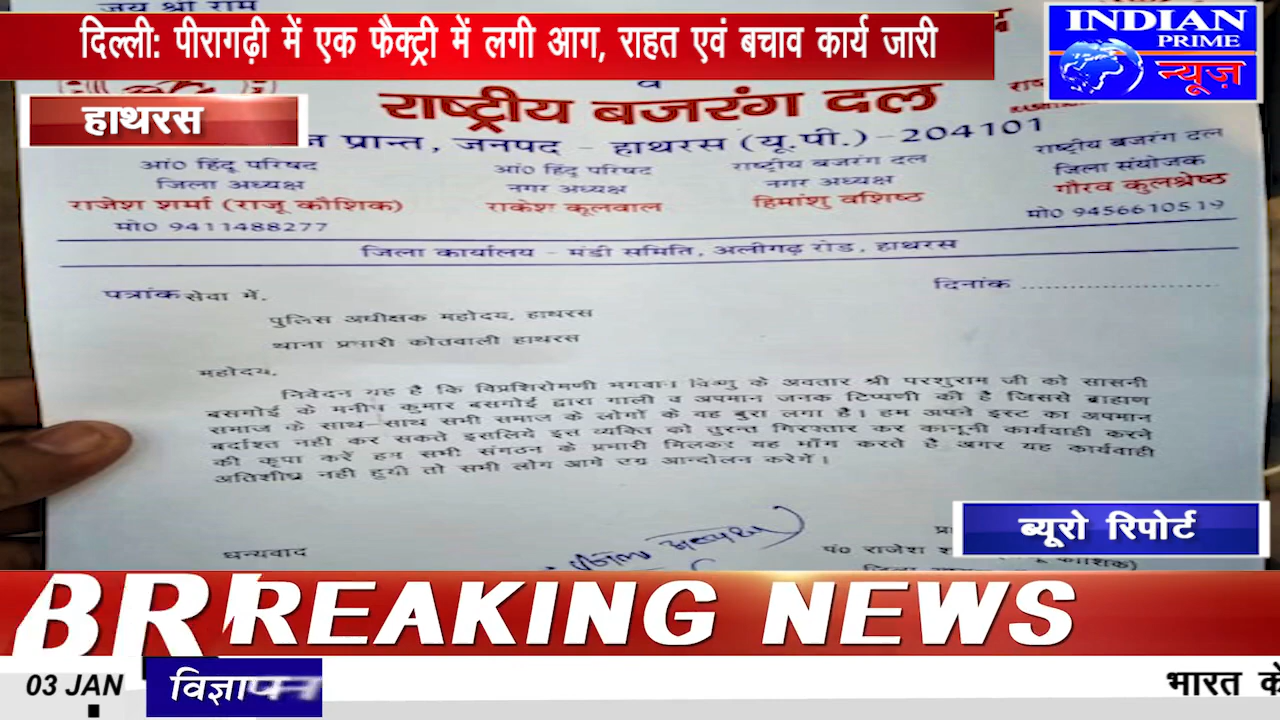 जय श्री राम
दिल्ली: पीरागढ़ी में एक फैक्ट्री में लगी आग, राहत एवं बचाव कार्य जारी
INDIAN
PRIME
न्यूज़
व
राष्ट्रीय बजरंग दल
हाथरस
प्रान्त, जनपद - हाथरस (यू.पी.)-204101
आं0 हिंदू परिषद
जिला अध्यक्ष
राजेश शर्मा (राजू कौशिक)
मो0 9411488277
आं0 हिंदू परिषद
नगर अध्यक्ष
राकेश कूलवाल
राष्ट्रीय बजरंग दल
नगर अध्यक्ष
हिमांशु वशिष्ठ
राष्ट्रीय बजरंग दल
जिला संयोजक
गौरव कुलश्रेष्ठ
मो0 9456610519
जिला कार्यालय - मंडी समिति, अलीगढ़ रोड, हाथरस
पत्रांक सेवा में,
दिनांक ..............................
पुलिस अधीक्षक महोदय, हाथरस
थाना प्रभारी कोतवाली हाथरस
महोदय,
निवेदन यह है कि विप्रशिरोमणी भगवान विष्णु के अवतार श्री परशुराम जी को सासनी
बसगोई के मनीष कुमार बसगोई द्वारा गाली व अपमान जनक टिप्पणी की है जिससे ब्राहाण
समाज के साथ-साथ सभी समाज के लोगों के वह बुरा लगा है। हम अपने इस्ट का अपमान
बर्दाश्त नही कर सकते इसलिये इस व्यक्ति को तुरन्त गिरफ्तार कर कानूनी कार्यवाही करने
की कृपा करें हम सभी संगठन के प्रभारी मिलकर यह माँग करते है अगर यह कार्यवाही
अतिशीघ्र नही हुयी तो सभी लोग आगे उग्र आन्दोलन करेगें।
धन्यवाद
पं० राजेश
कौशिक)
ब्यूरो रिपोर्ट
BR REAKING NEWS
03 JAN
विज्ञापन
भारत के